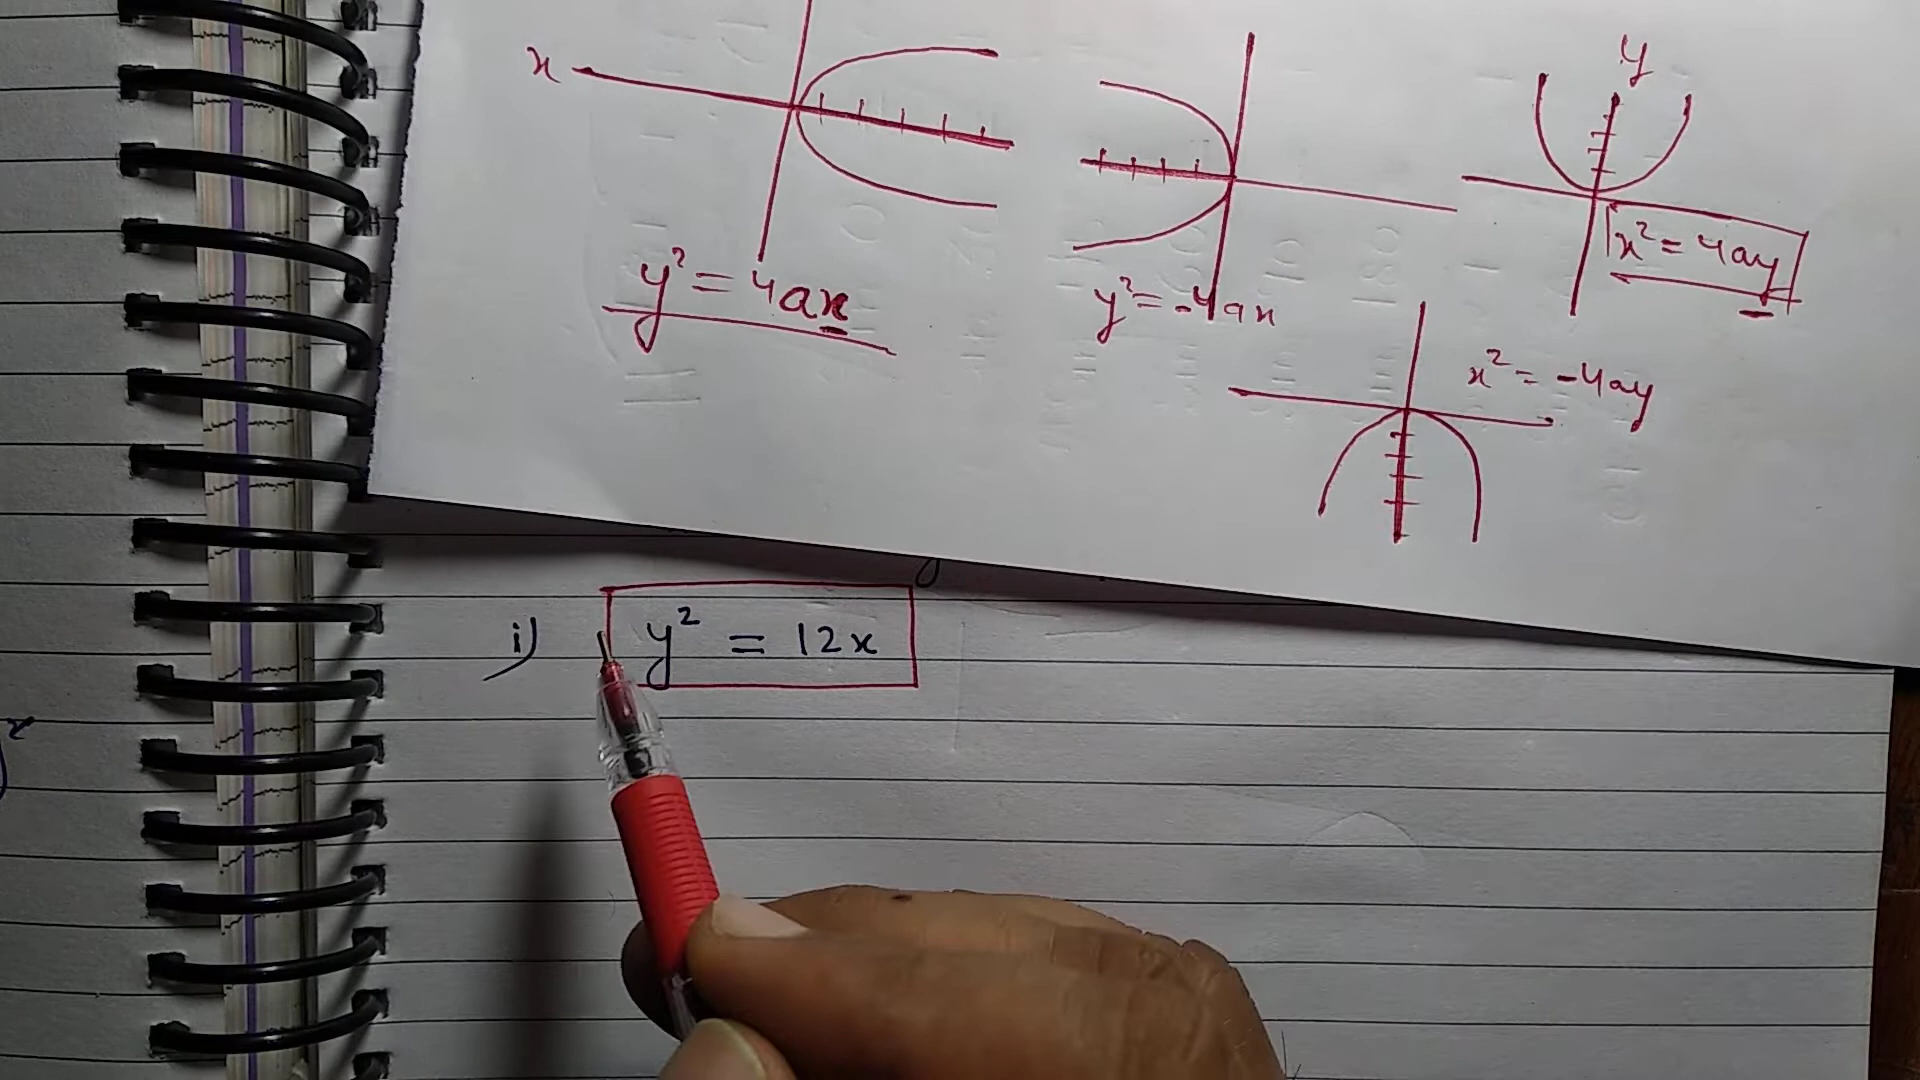 x
y
y² = 4ax
y² = -4ax
x² = 4ay
x² = -4ay
i) y² = 12x